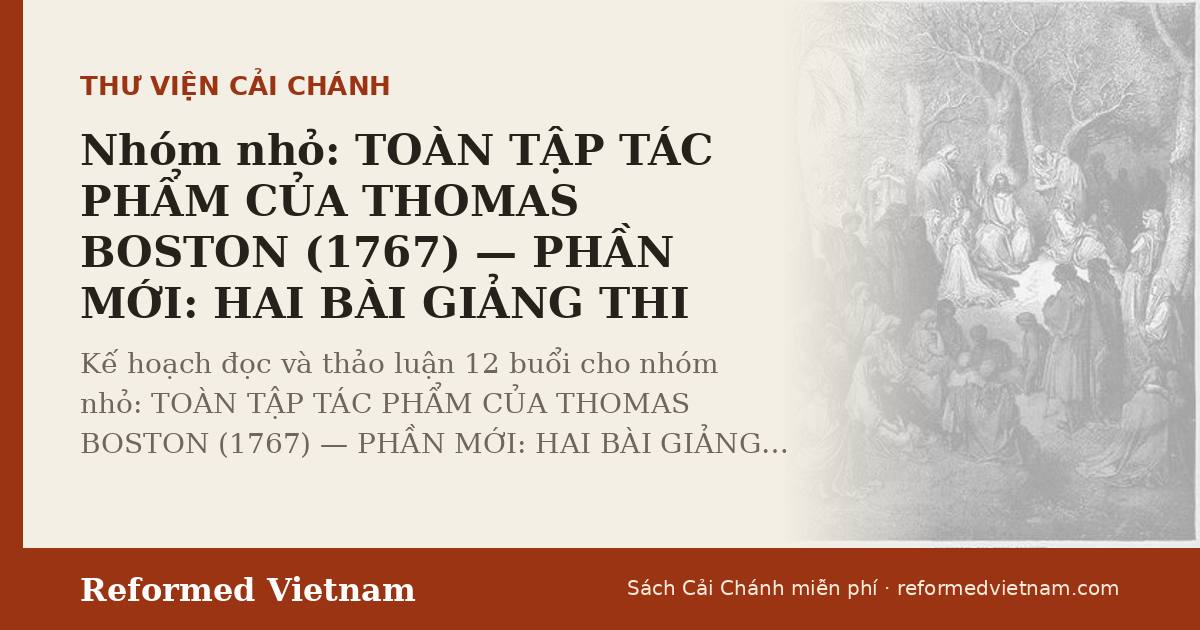 THƯ VIỆN CẢI CHÁNH
Nhóm nhỏ: TOÀN TẬP TÁC
PHẨM CỦA THOMAS
BOSTON (1767) — PHẦN
MỚI: HAI BÀI GIẢNG THI
Kế hoạch đọc và thảo luận 12 buổi cho nhóm
nhỏ: TOÀN TẬP TÁC PHẨM CỦA THOMAS
BOSTON (1767) — PHẦN MỚI: HAI BÀI GIẢNG...
Reformed Vietnam
Sách Cải Chánh miễn phí · reformedvietnam.com